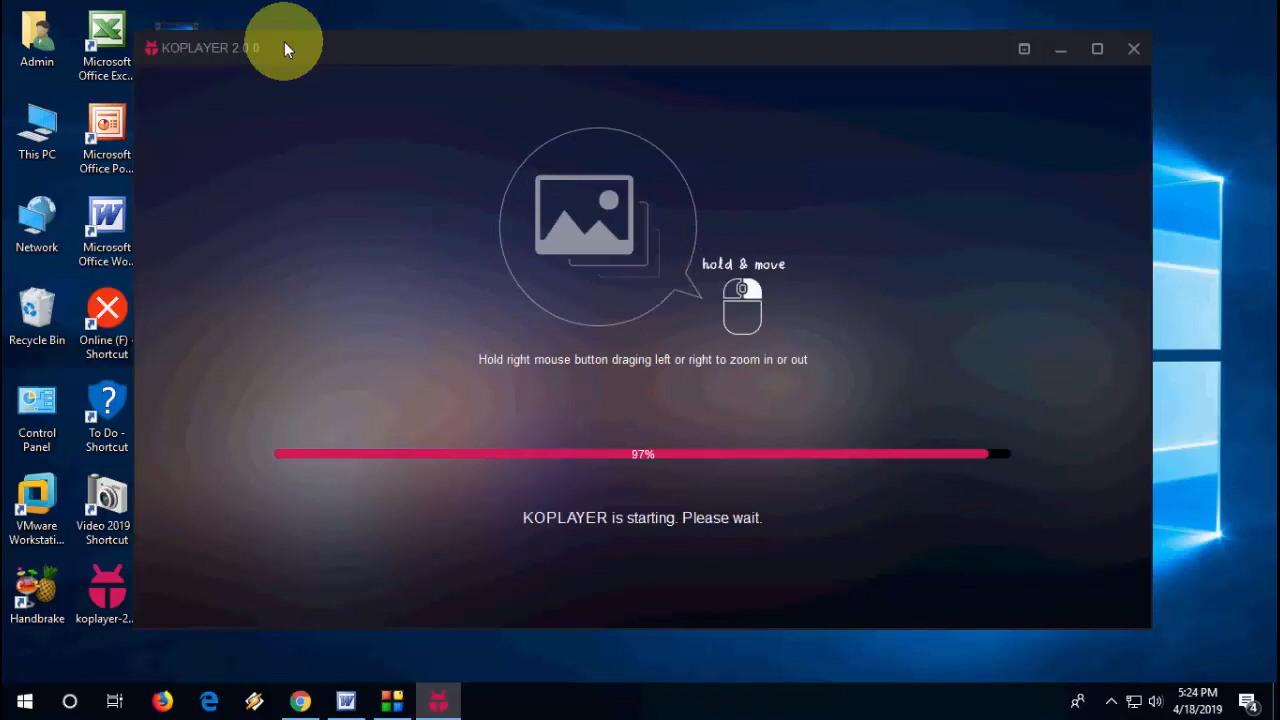 KOPLAYER 2.0.0
Admin
Microsoft
Office Exc...
This PC
Microsoft
Office Po...
Network
Microsoft
Office Wo...
Recycle Bin
Online (F) -
Shortcut
Control
Panel
To Do -
Shortcut
VMware
Workstati...
Video 2019
Shortcut
Handbrake
koplayer-2...
hold & move
Hold right mouse button draging left or right to zoom in or out
97%
KOPLAYER is starting. Please wait.
5:24 PM
4/18/2019
4